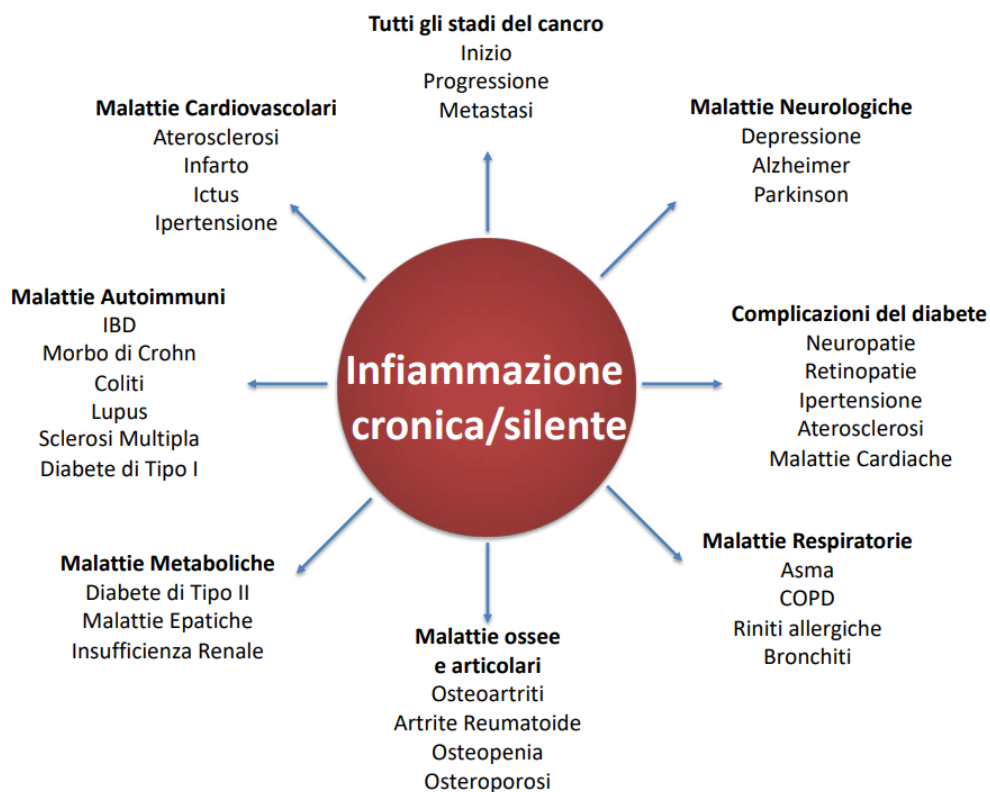 Tutti gli stadi del cancro
Inizio
Progressione
Metastasi
Malattie Cardiovascolari
Aterosclerosi
Infarto
Ictus
Ipertensione
Malattie Neurologiche
Depressione
Alzheimer
Parkinson
Malattie Autoimmuni
IBD
Morbo di Crohn
Coliti
Lupus
Sclerosi Multipla
Diabete di Tipo I
Infiammazione
cronica/silente
Complicazioni del diabete
Neuropatie
Retinopatie
Ipertensione
Aterosclerosi
Malattie Cardiache
Malattie Metaboliche
Diabete di Tipo II
Malattie Epatiche
Insufficienza Renale
Malattie ossee
e articolari
Osteoartriti
Artrite Reumatoide
Osteopenia
Osteroporosi
Malattie Respiratorie
Asma
COPD
Riniti allergiche
Bronchiti